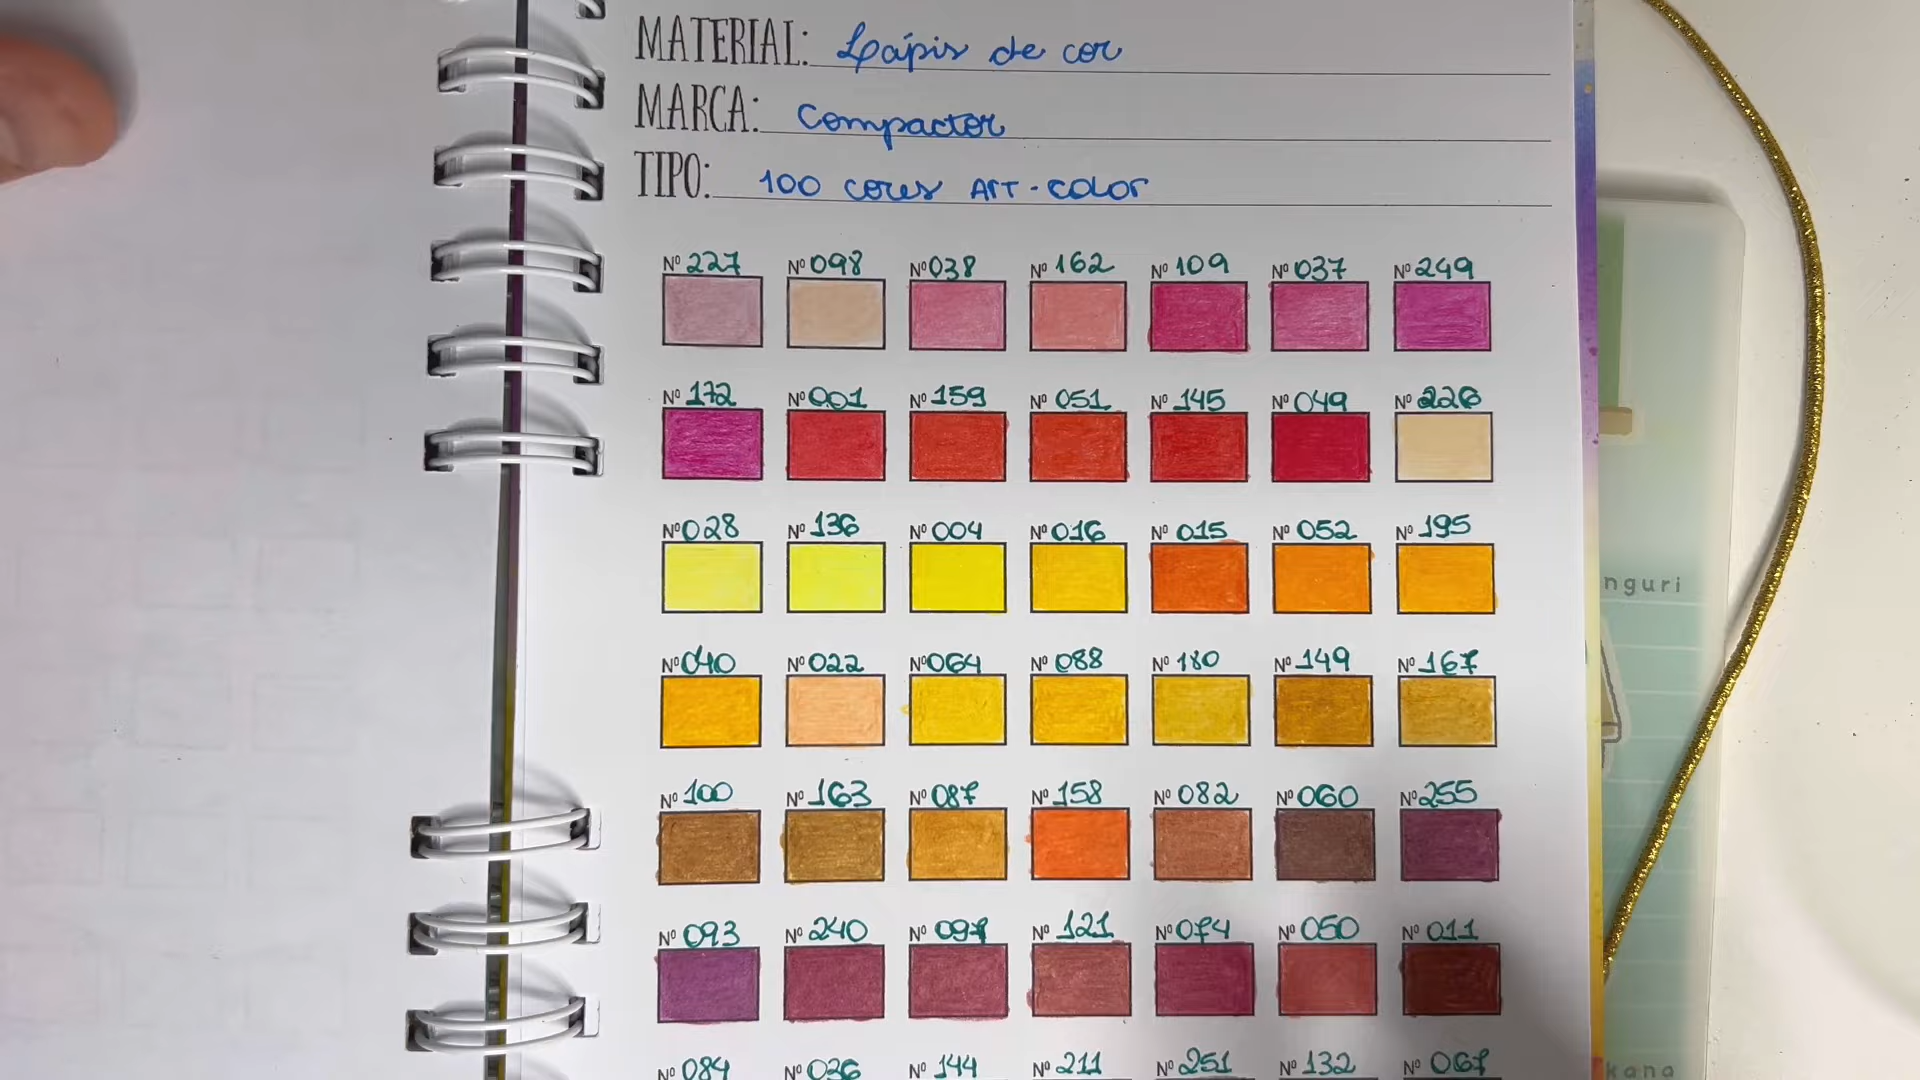 MATERIAL: Lápis de cor
MARCA: Compactor
TIPO: 100 cores Art-color
Nº 227 Nº 098 Nº 038 Nº 162 Nº 109 Nº 037 Nº 249
Nº 172 Nº 001 Nº 159 Nº 051 Nº 145 Nº 049 Nº 226
Nº 028 Nº 136 Nº 004 Nº 016 Nº 015 Nº 052 Nº 195
nguri
Nº 040 Nº 022 Nº 064 Nº 088 Nº 180 Nº 149 Nº 167
Nº 100 Nº 163 Nº 087 Nº 158 Nº 082 Nº 060 Nº 255
Nº 093 Nº 240 Nº 097 Nº 121 Nº 074 Nº 050 Nº 011
Nº 084 Nº 036 Nº 144 Nº 211 Nº 251 Nº 132 Nº 067
kana